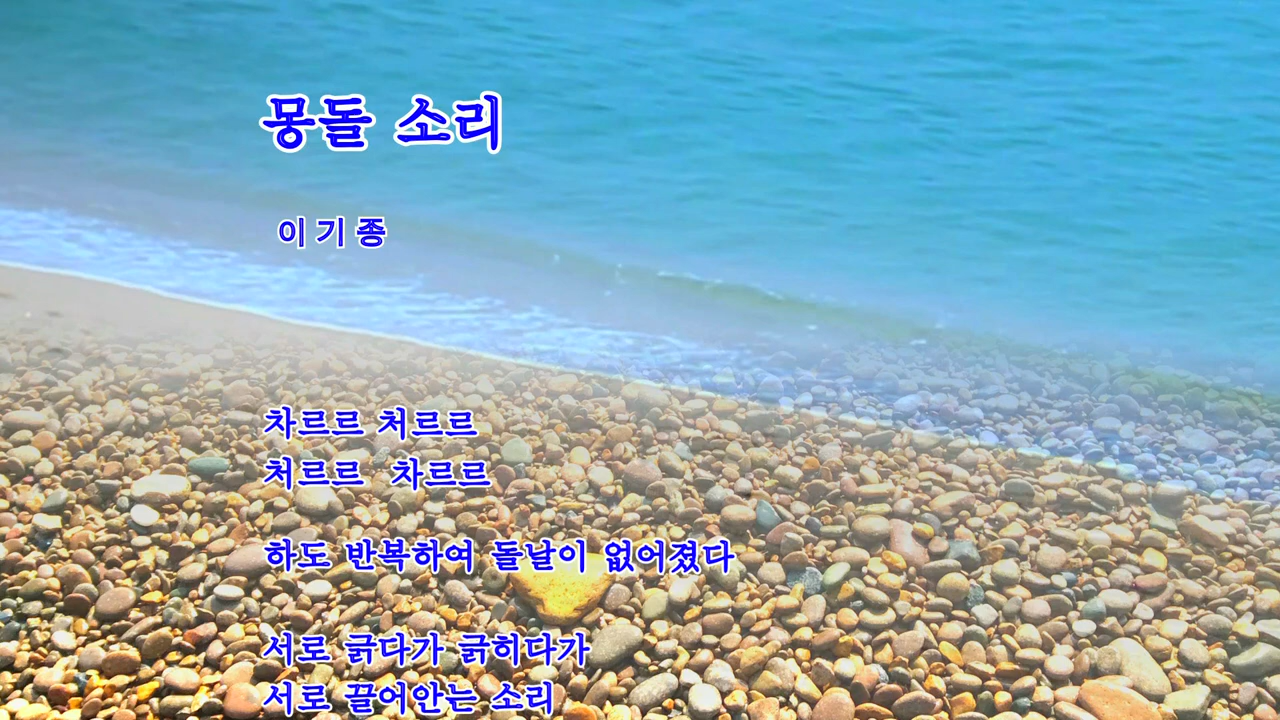 몽돌 소리
이기종
차르르 처르르
처르르 차르르
하도 반복하여 돌날이 없어졌다
서로 긁다가 긁히다가
서로 끌어안는 소리